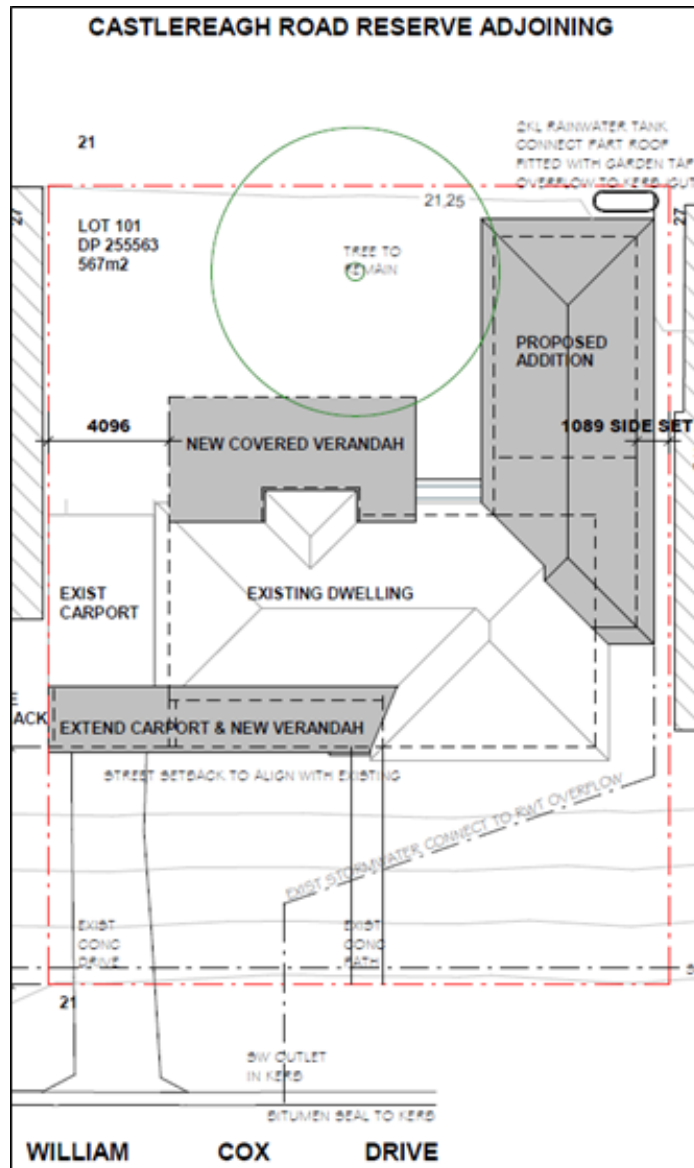 CASTLEREAGH ROAD RESERVE ADJOINING
21
2KL RAINWATER TANK
CONNECT PART ROOF
FITTED WITH GARDEN TAP
OVERFLOW TO KERB
27
27
LOT 101
DP 255563
567m2
21,25
TREE TO
REMAIN
PROPOSED
ADDITION
4096
NEW COVERED VERANDAH
1089 SIDE SET
EXIST
CARPORT
EXISTING DWELLING
ACK
EXTEND CARPORT & NEW VERANDAH
STREET SETBACK TO ALIGN WITH EXISTING
EXIST STORMWATER CONNECT TO RWT OVERFLOW
EXIST
CONC
DRIVE
EXIST
CONC
PATH
21
SW OUTLET
IN KERB
BITUMEN SEAL TO KERB
WILLIAM COX DRIVE